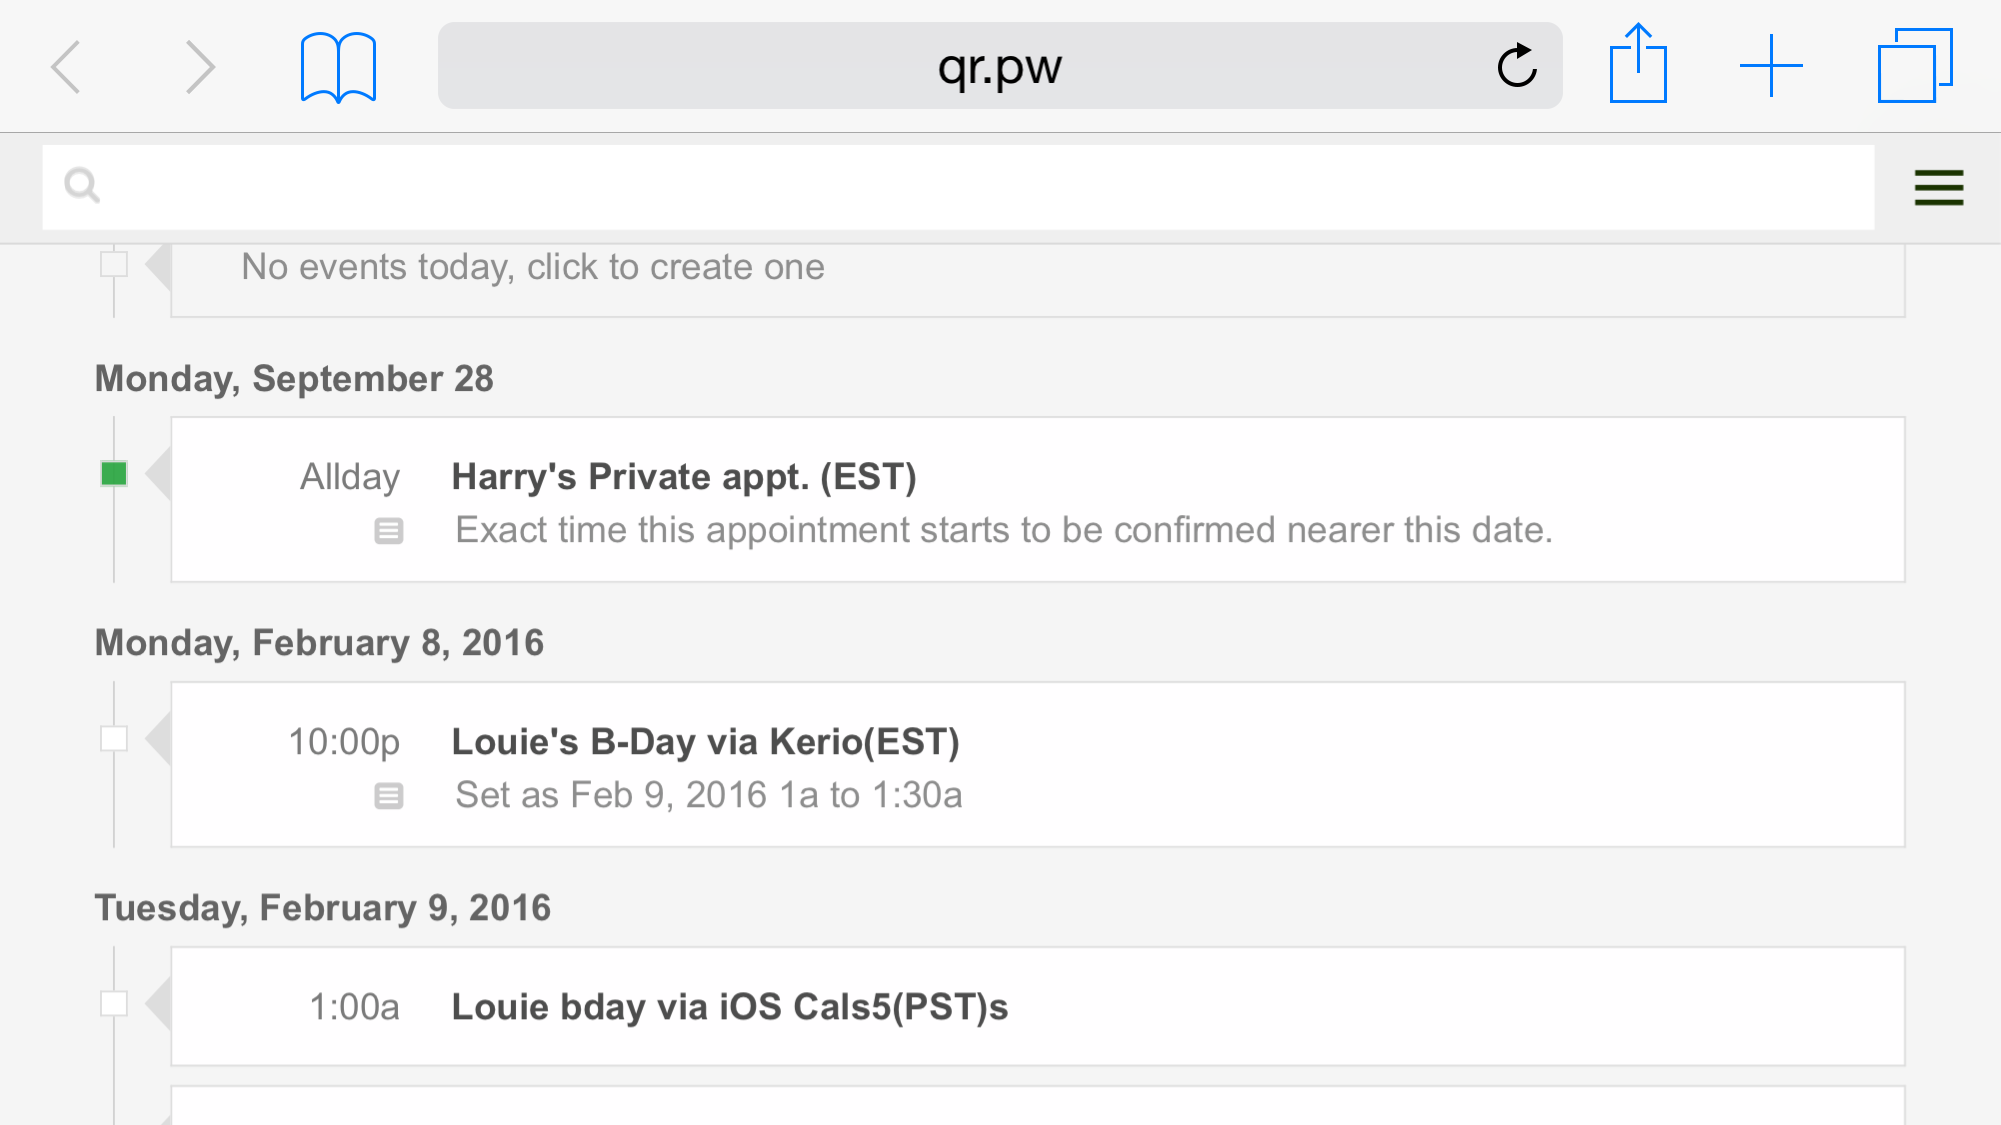 qr.pw
No events today, click to create one
Monday, September 28
Allday Harry's Private appt. (EST)
Exact time this appointment starts to be confirmed nearer this date.
Monday, February 8, 2016
10:00p Louie's B-Day via Kerio(EST)
Set as Feb 9, 2016 1a to 1:30a
Tuesday, February 9, 2016
1:00a Louie bday via iOS Cals5(PST)s